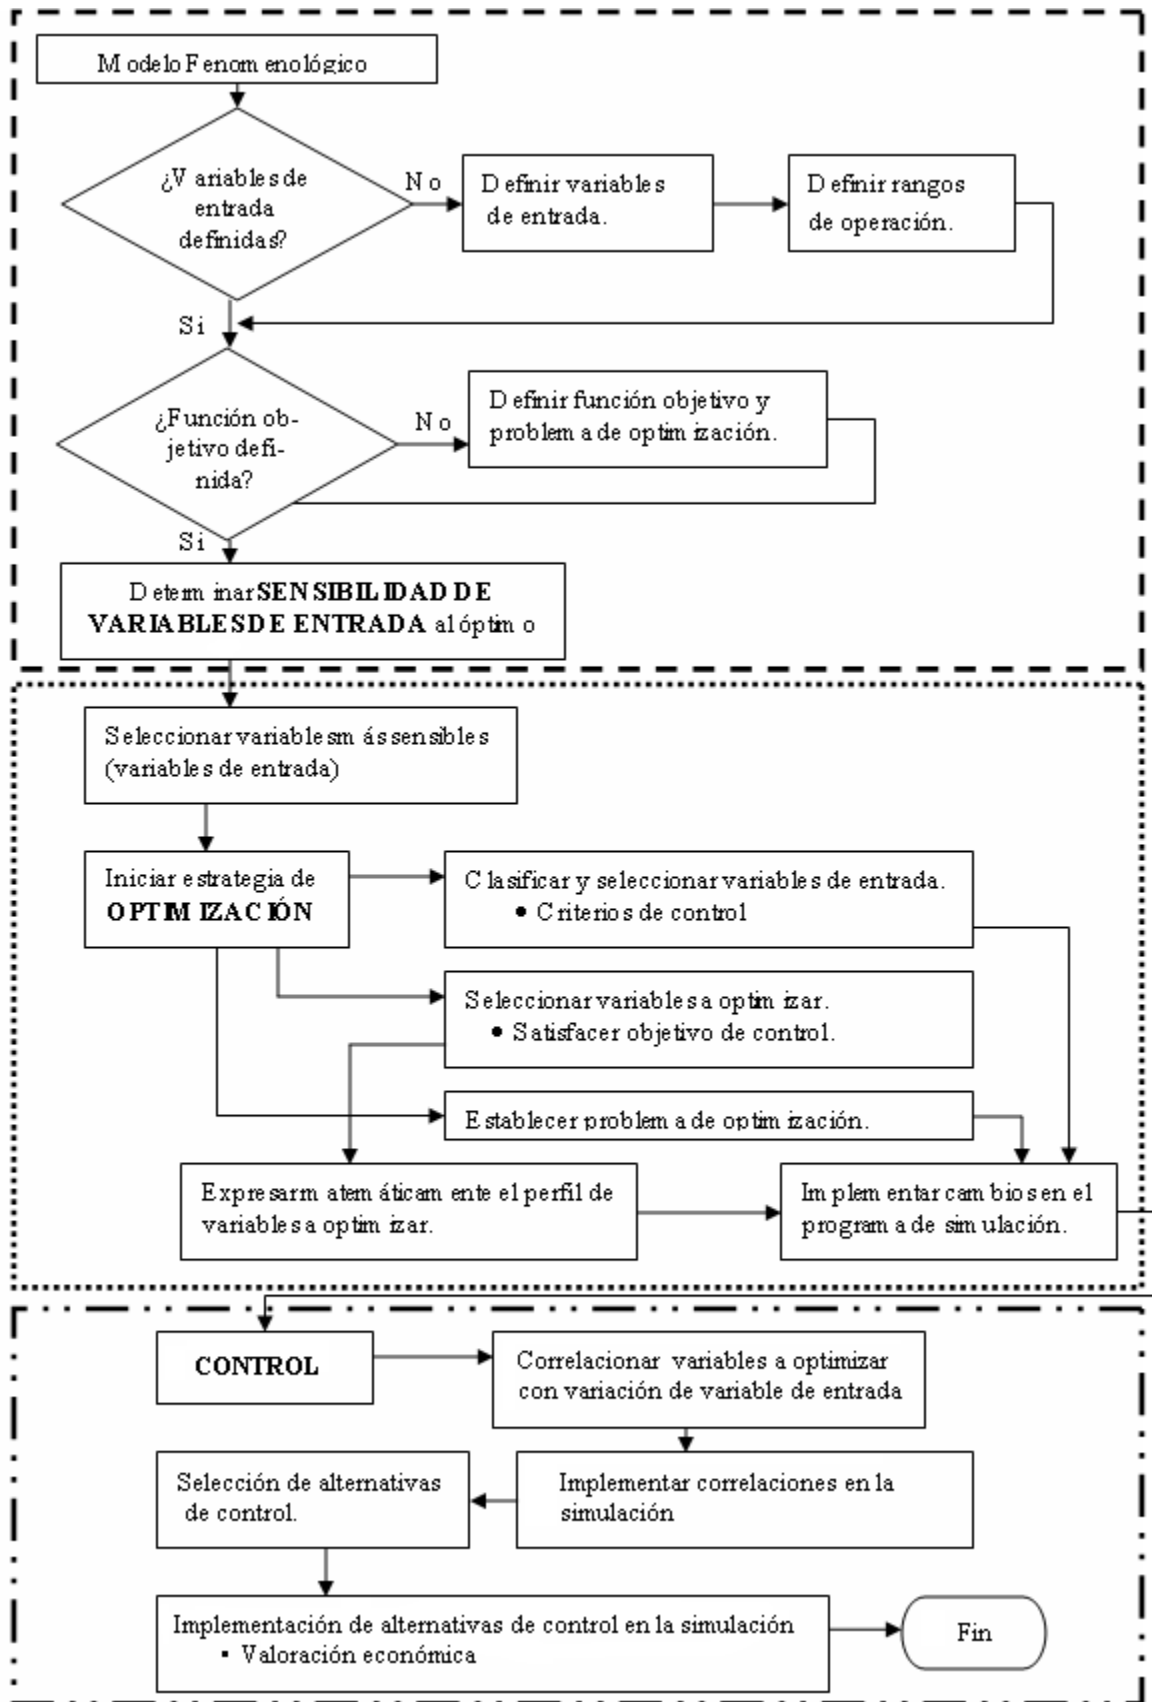 Modelo Fenomenológico
¿Variables de
entrada
definidas?
No
Definir variables
de entrada.
Definir rangos
de operación.
Si
¿Función ob-
jetivo defi-
nida?
No
Definir función objetivo y
problema de optimización.
Si
Determinar SENSIBILIDAD DE
VARIABLES DE ENTRADA al óptimo
Seleccionar variables más sensibles
(variables de entrada)
Iniciar estrategia de
OPTIMIZACIÓN
Clasificar y seleccionar variables de entrada.
• Criterios de control
Seleccionar variables a optimizar.
• Satisfacer objetivo de control.
Establecer problema de optimización.
Expresar matemáticamente el perfil de
variables a optimizar.
Implementar cambios en el
programa de simulación.
CONTROL
Correlacionar variables a optimizar
con variación de variable de entrada
Selección de alternativas
de control.
Implementar correlaciones en la
simulación
Implementación de alternativas de control en la simulación
▪ Valoración económica
Fin